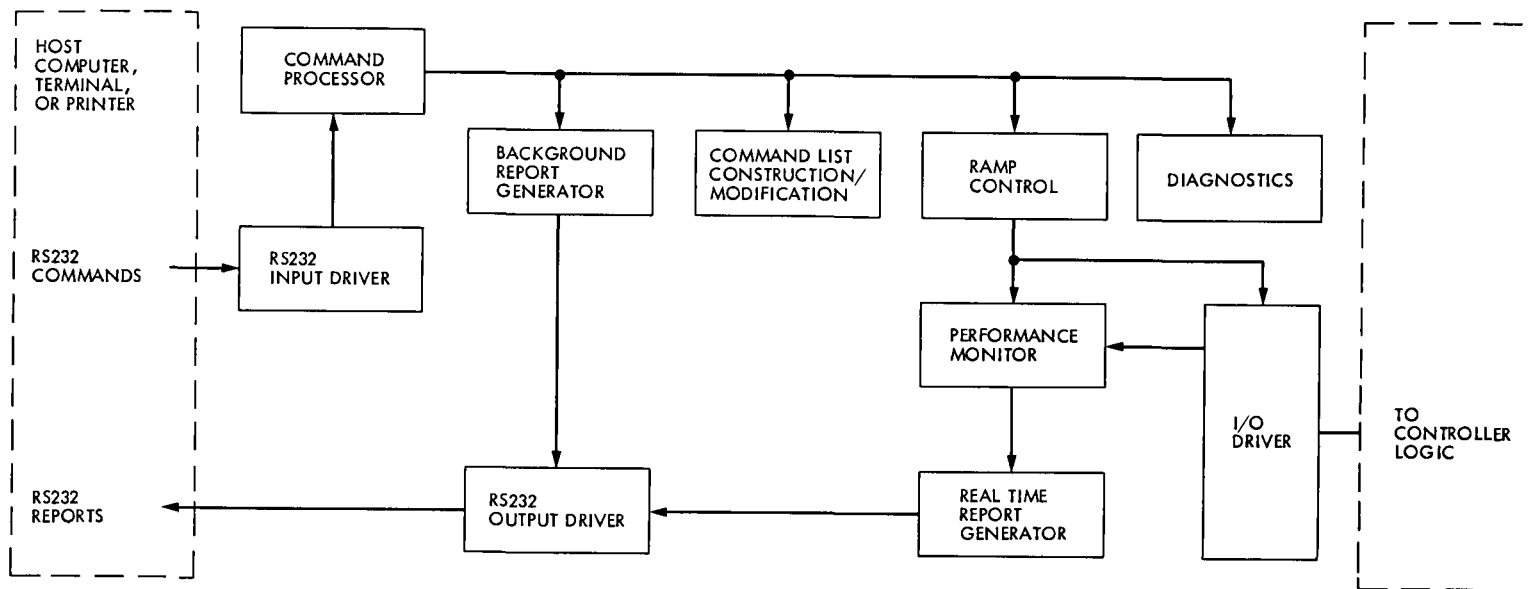 HOST
COMPUTER,
TERMINAL,
OR PRINTER
COMMAND
PROCESSOR
BACKGROUND
REPORT
GENERATOR
COMMAND LIST
CONSTRUCTION/
MODIFICATION
RAMP
CONTROL
DIAGNOSTICS
RS232
COMMANDS
RS232
INPUT DRIVER
PERFORMANCE
MONITOR
I/O
DRIVER
TO
CONTROLLER
LOGIC
RS232
REPORTS
RS232
OUTPUT DRIVER
REAL TIME
REPORT
GENERATOR